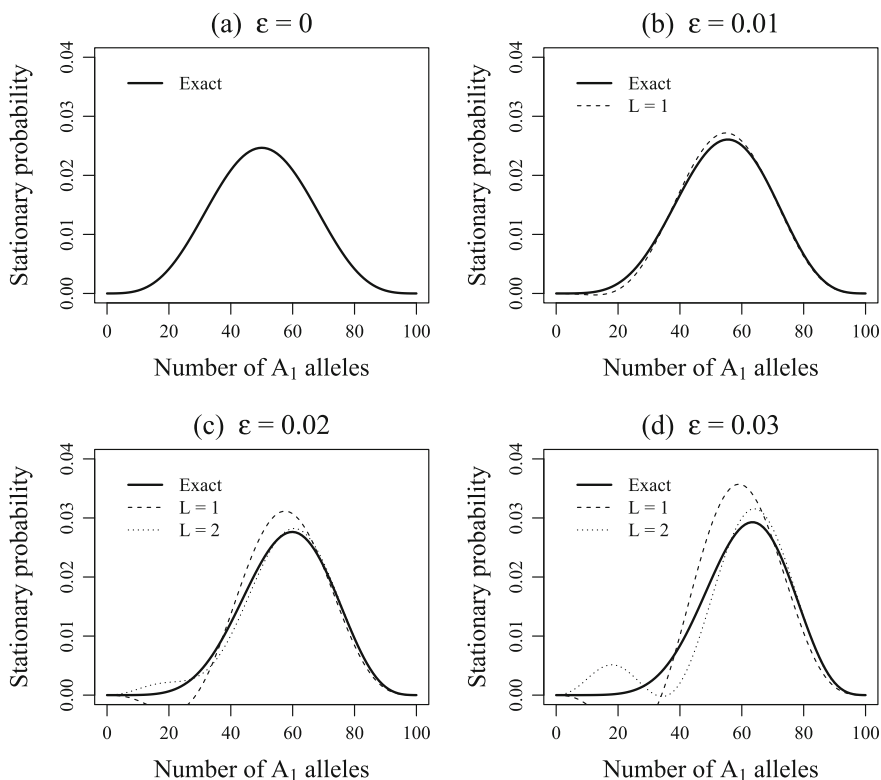 (a) ε = 0
Stationary probability
0.00 0.01 0.02 0.03 0.04
Exact
0 20 40 60 80 100
Number of A₁ alleles
(b) ε = 0.01
Stationary probability
0.00 0.01 0.02 0.03 0.04
Exact
L = 1
0 20 40 60 80 100
Number of A₁ alleles
(c) ε = 0.02
Stationary probability
0.00 0.01 0.02 0.03 0.04
Exact
L = 1
L = 2
0 20 40 60 80 100
Number of A₁ alleles
(d) ε = 0.03
Stationary probability
0.00 0.01 0.02 0.03 0.04
Exact
L = 1
L = 2
0 20 40 60 80 100
Number of A₁ alleles